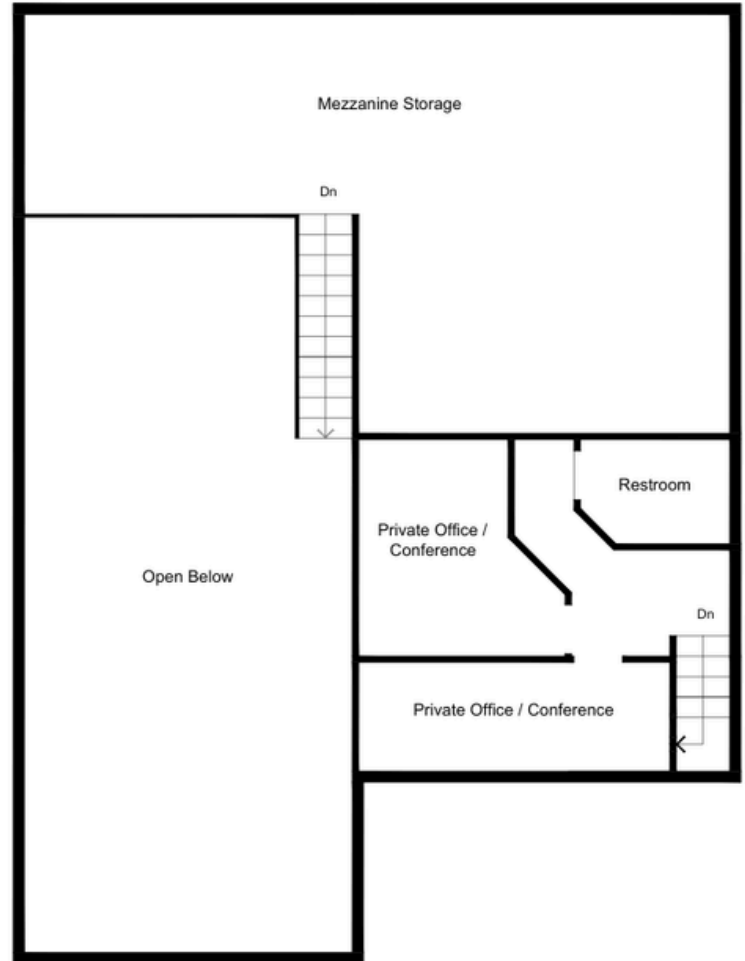 Mezzanine Storage
Dn
Restroom
Private Office /
Conference
Open Below
Dn
Private Office / Conference